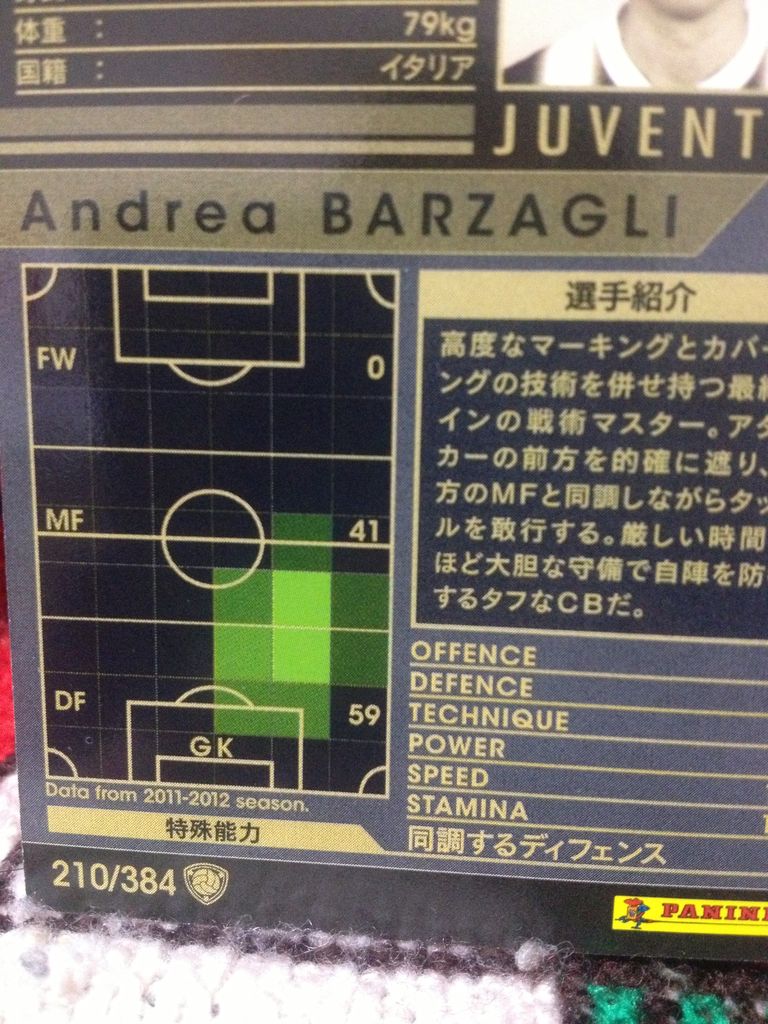 体重 : 79kg
国籍 : イタリア
JUVENT
Andrea BARZAGLI
FW 0
MF 41
DF 59
GK
Data from 2011-2012 season.
選手紹介
高度なマーキングとカバー
ングの技術を併せ持つ最終
インの戦術マスター。アタ
カーの前方を的確に遮り、
方のMFと同調しながらタッ
ルを敢行する。厳しい時間
ほど大胆な守備で自陣を防
するタフなCBだ。
OFFENCE
DEFENCE
TECHNIQUE
POWER
SPEED
STAMINA
特殊能力
同調するディフェンス
210/384
PANINI